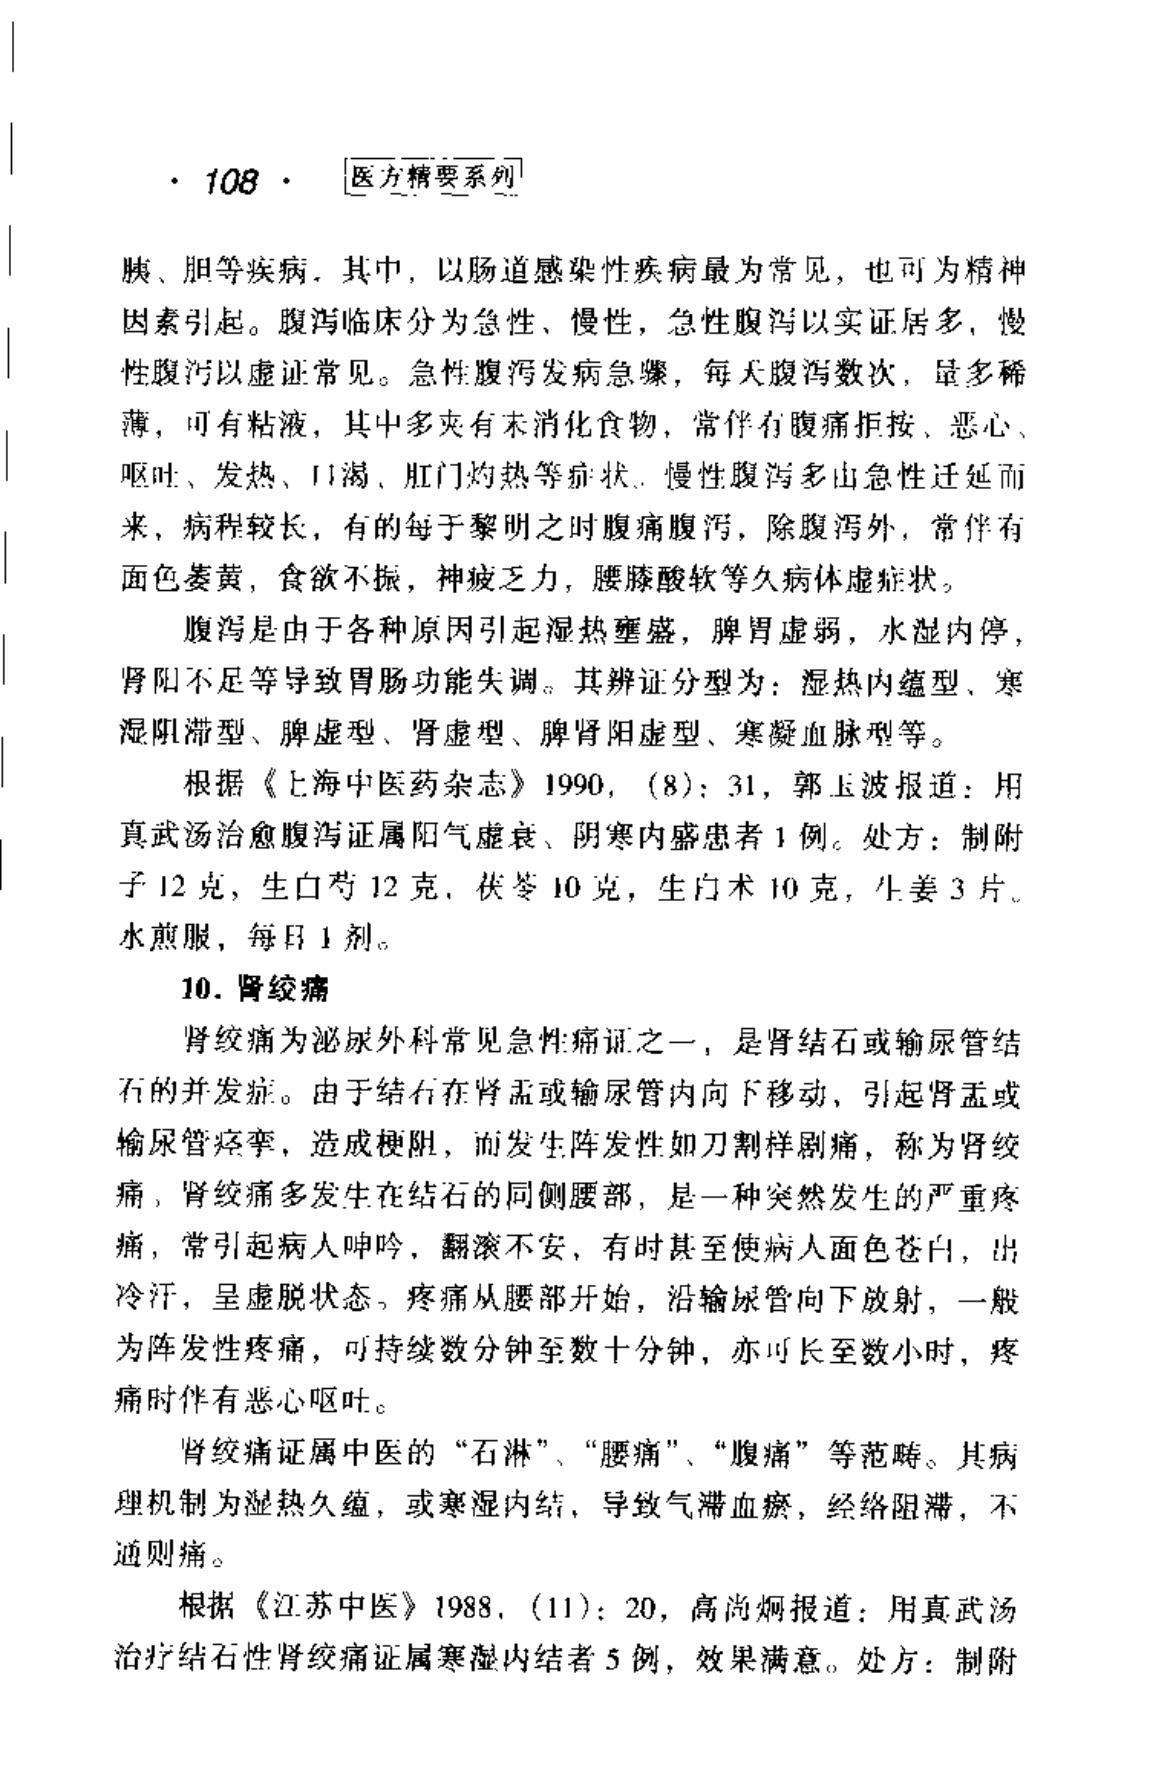 · 108 · 医方精要系列
胰、胆等疾病。其中，以肠道感染性疾病最为常见，也可为精神
因素引起。腹泻临床分为急性、慢性，急性腹泻以实证居多，慢
性腹泻以虚证常见。急性腹泻发病急骤，每天腹泻数次，量多稀
薄，可有粘液，其中多夹有未消化食物，常伴有腹痛拒按、恶心、
呕吐、发热、口渴、肛门灼热等症状。慢性腹泻多由急性迁延而
来，病程较长，有的每于黎明之时腹痛腹泻，除腹泻外，常伴有
面色萎黄，食欲不振，神疲乏力，腰膝酸软等久病体虚症状。
腹泻是由于各种原因引起湿热壅盛，脾胃虚弱，水湿内停，
肾阳不足等导致胃肠功能失调。其辨证分型为：湿热内蕴型、寒
湿阻滞型、脾虚型、肾虚型、脾肾阳虚型、寒凝血脉型等。
根据《上海中医药杂志》1990，（8）：31，郭玉波报道：用
真武汤治愈腹泻证属阳气虚衰、阴寒内盛患者 1 例。处方：制附
子 12 克，生白芍 12 克，茯苓 10 克，生白术 10 克，生姜 3 片。
水煎服，每日 1 剂。
10. 肾绞痛
肾绞痛为泌尿外科常见急性痛证之一，是肾结石或输尿管结
石的并发症。由于结石在肾盂或输尿管内向下移动，引起肾盂或
输尿管痉挛，造成梗阻，而发生阵发性如刀割样剧痛，称为肾绞
痛。肾绞痛多发生在结石的同侧腰部，是一种突然发生的严重疼
痛，常引起病人呻吟，翻滚不安，有时甚至使病人面色苍白，出
冷汗，呈虚脱状态。疼痛从腰部开始，沿输尿管向下放射，一般
为阵发性疼痛，可持续数分钟至数十分钟，亦可长至数小时，疼
痛时伴有恶心呕吐。
肾绞痛证属中医的“石淋”、“腰痛”、“腹痛”等范畴。其病
理机制为湿热久蕴，或寒湿内结，导致气滞血瘀，经络阻滞，不
通则痛。
根据《江苏中医》1988，（11）：20，高尚炯报道：用真武汤
治疗结石性肾绞痛证属寒湿内结者 5 例，效果满意。处方：制附